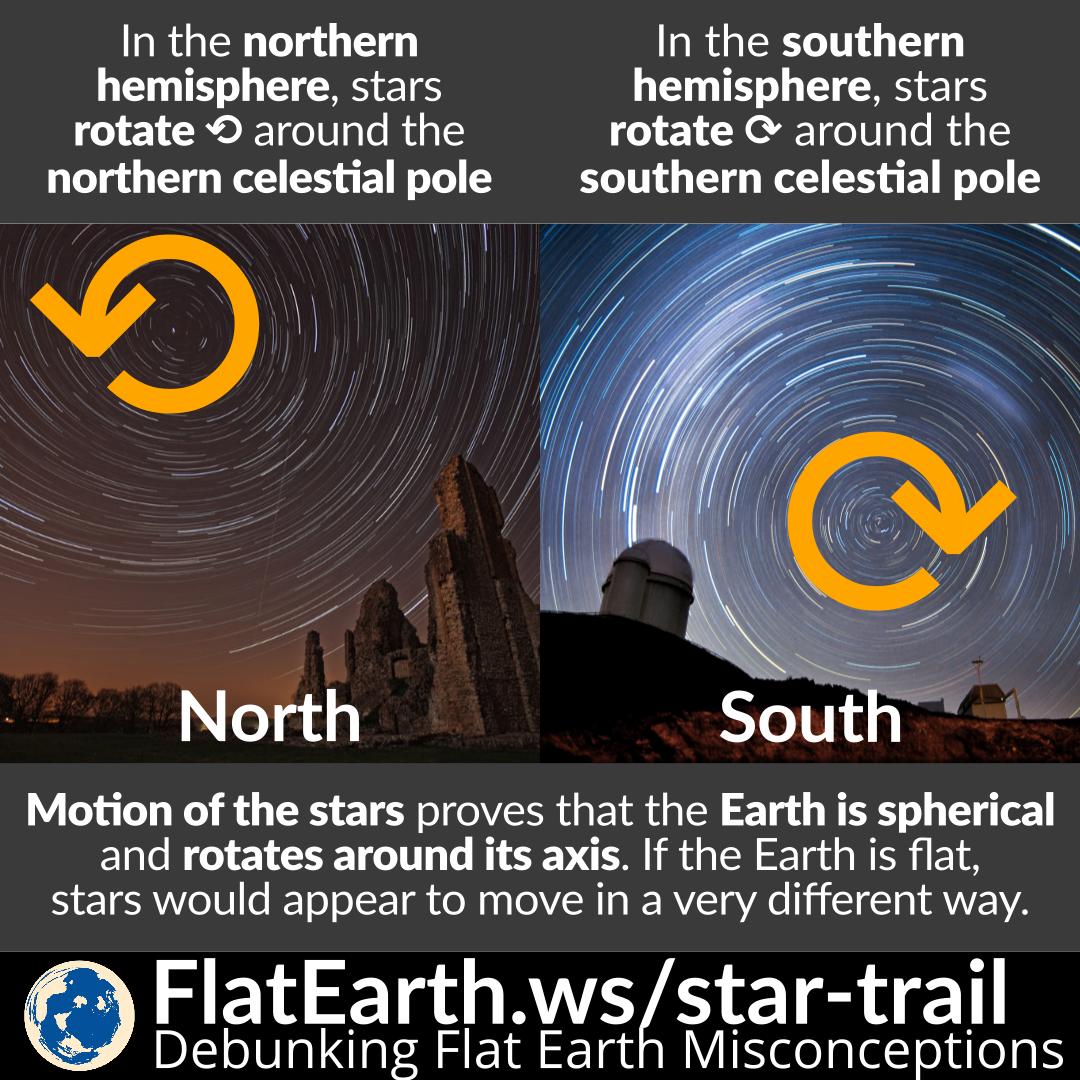 In the northern
hemisphere, stars
rotate ⟲ around the
northern celestial pole
In the southern
hemisphere, stars
rotate ⟳ around the
southern celestial pole
North
South
Motion of the stars proves that the Earth is spherical
and rotates around its axis. If the Earth is flat,
stars would appear to move in a very different way.
FlatEarth.ws/star-trail
Debunking Flat Earth Misconceptions